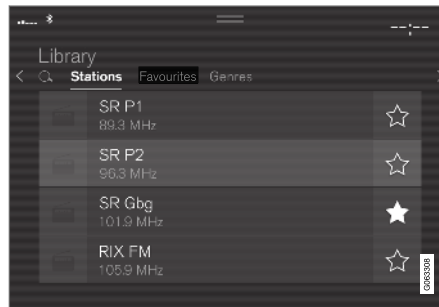 --:--
Library
Stations Favourites Genres
SR P1
89.3 MHz
SR P2
96.3 MHz
SR Gbg
101.9 MHz
RIX FM
105.9 MHz
G063308